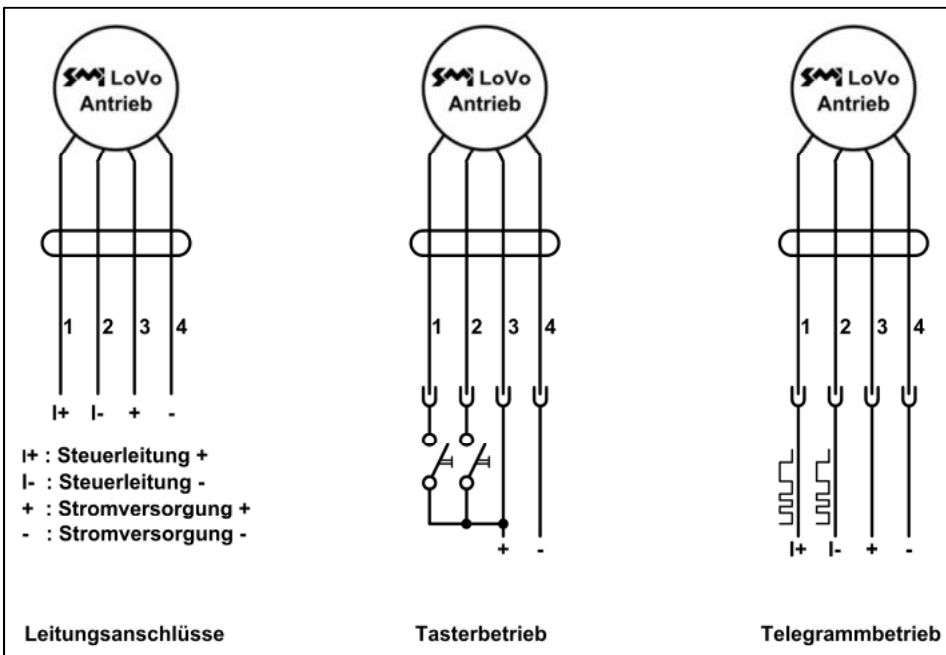 SMI LoVo
Antrieb
1 2 3 4
I+ I- + -
I+ : Steuerleitung +
I- : Steuerleitung -
+ : Stromversorgung +
- : Stromversorgung -
Leitungsanschlüsse
SMI LoVo
Antrieb
1 2 3 4
+ -
Tasterbetrieb
SMI LoVo
Antrieb
1 2 3 4
I+ I- + -
Telegrammbetrieb